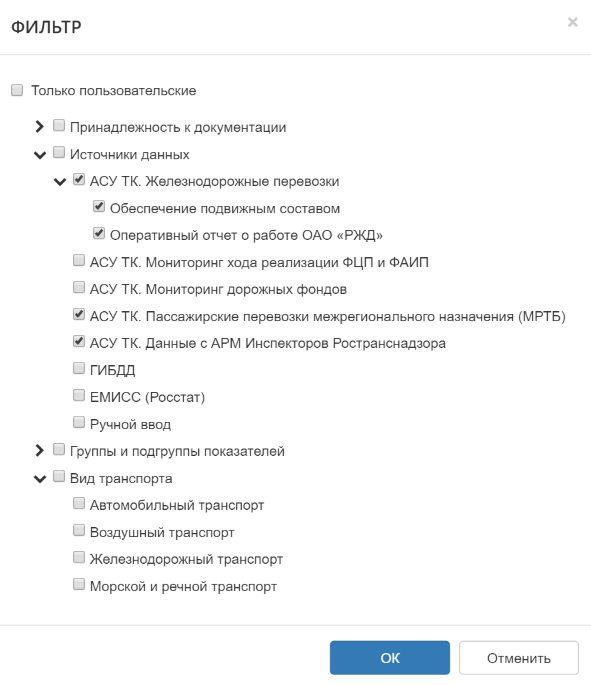 ФИЛЬТР
Только пользовательские
Принадлежность к документации
Источники данных
АСУ ТК. Железнодорожные перевозки
Обеспечение подвижным составом
Оперативный отчет о работе ОАО «РЖД»
АСУ ТК. Мониторинг хода реализации ФЦП и ФАИП
АСУ ТК. Мониторинг дорожных фондов
АСУ ТК. Пассажирские перевозки межрегионального назначения (МРТБ)
АСУ ТК. Данные с АРМ Инспекторов Ространснадзора
ГИБДД
ЕМИСС (Росстат)
Ручной ввод
Группы и подгруппы показателей
Вид транспорта
Автомобильный транспорт
Воздушный транспорт
Железнодорожный транспорт
Морской и речной транспорт
ОК Отменить